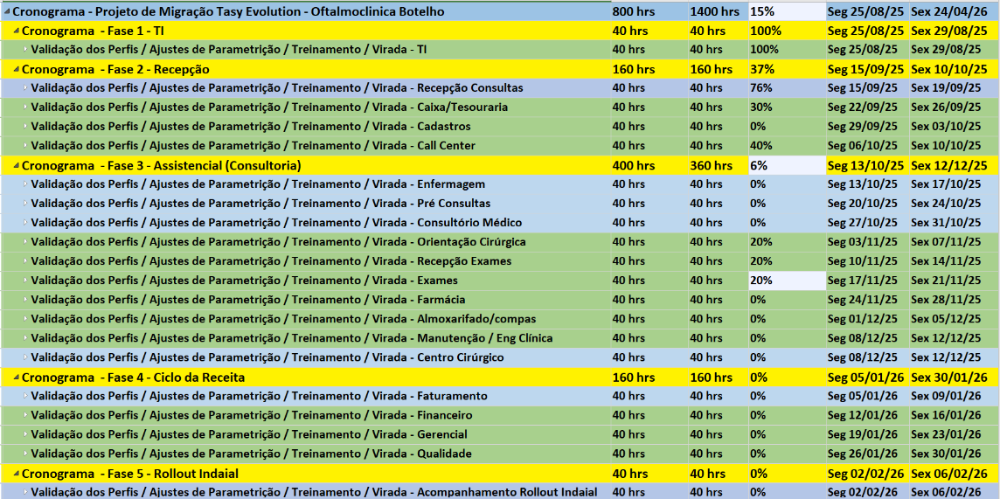 Cronograma - Projeto de Migração Tasy Evolution - Oftalmoclinica Botelho 800 hrs 1400 hrs 15% Seg 25/08/25 Sex 24/04/26
Cronograma - Fase 1 - TI 40 hrs 40 hrs 100% Seg 25/08/25 Sex 29/08/25
Validação dos Perfis / Ajustes de Parametrição / Treinamento / Virada - TI 40 hrs 40 hrs 100% Seg 25/08/25 Sex 29/08/25
Cronograma - Fase 2 - Recepção 160 hrs 160 hrs 37% Seg 15/09/25 Sex 10/10/25
Validação dos Perfis / Ajustes de Parametrição / Treinamento / Virada - Recepção Consultas 40 hrs 40 hrs 76% Seg 15/09/25 Sex 19/09/25
Validação dos Perfis / Ajustes de Parametrição / Treinamento / Virada - Caixa/Tesouraria 40 hrs 40 hrs 30% Seg 22/09/25 Sex 26/09/25
Validação dos Perfis / Ajustes de Parametrição / Treinamento / Virada - Cadastros 40 hrs 40 hrs 0% Seg 29/09/25 Sex 03/10/25
Validação dos Perfis / Ajustes de Parametrição / Treinamento / Virada - Call Center 40 hrs 40 hrs 40% Seg 06/10/25 Sex 10/10/25
Cronograma - Fase 3 - Assistencial (Consultoria) 400 hrs 360 hrs 6% Seg 13/10/25 Sex 12/12/25
Validação dos Perfis / Ajustes de Parametrição / Treinamento / Virada - Enfermagem 40 hrs 40 hrs 0% Seg 13/10/25 Sex 17/10/25
Validação dos Perfis / Ajustes de Parametrição / Treinamento / Virada - Pré Consultas 40 hrs 40 hrs 0% Seg 20/10/25 Sex 24/10/25
Validação dos Perfis / Ajustes de Parametrição / Treinamento / Virada - Consultório Médico 40 hrs 40 hrs 0% Seg 27/10/25 Sex 31/10/25
Validação dos Perfis / Ajustes de Parametrição / Treinamento / Virada - Orientação Cirúrgica 40 hrs 40 hrs 20% Seg 03/11/25 Sex 07/11/25
Validação dos Perfis / Ajustes de Parametrição / Treinamento / Virada - Recepção Exames 40 hrs 40 hrs 20% Seg 10/11/25 Sex 14/11/25
Validação dos Perfis / Ajustes de Parametrição / Treinamento / Virada - Exames 40 hrs 40 hrs 20% Seg 17/11/25 Sex 21/11/25
Validação dos Perfis / Ajustes de Parametrição / Treinamento / Virada - Farmácia 40 hrs 40 hrs 0% Seg 24/11/25 Sex 28/11/25
Validação dos Perfis / Ajustes de Parametrição / Treinamento / Virada - Almoxarifado/compas 40 hrs 40 hrs 0% Seg 01/12/25 Sex 05/12/25
Validação dos Perfis / Ajustes de Parametrição / Treinamento / Virada - Manutenção / Eng Clínica 40 hrs 40 hrs 0% Seg 08/12/25 Sex 12/12/25
Validação dos Perfis / Ajustes de Parametrição / Treinamento / Virada - Centro Cirúrgico 40 hrs 40 hrs 0% Seg 08/12/25 Sex 12/12/25
Cronograma - Fase 4 - Ciclo da Receita 160 hrs 160 hrs 0% Seg 05/01/26 Sex 30/01/26
Validação dos Perfis / Ajustes de Parametrição / Treinamento / Virada - Faturamento 40 hrs 40 hrs 0% Seg 05/01/26 Sex 09/01/26
Validação dos Perfis / Ajustes de Parametrição / Treinamento / Virada - Financeiro 40 hrs 40 hrs 0% Seg 12/01/26 Sex 16/01/26
Validação dos Perfis / Ajustes de Parametrição / Treinamento / Virada - Gerencial 40 hrs 40 hrs 0% Seg 19/01/26 Sex 23/01/26
Validação dos Perfis / Ajustes de Parametrição / Treinamento / Virada - Qualidade 40 hrs 40 hrs 0% Seg 26/01/26 Sex 30/01/26
Cronograma - Fase 5 - Rollout Indaial 40 hrs 40 hrs 0% Seg 02/02/26 Sex 06/02/26
Validação dos Perfis / Ajustes de Parametrição / Treinamento / Virada - Acompanhamento Rollout Indaial 40 hrs 40 hrs 0% Seg 02/02/26 Sex 06/02/26